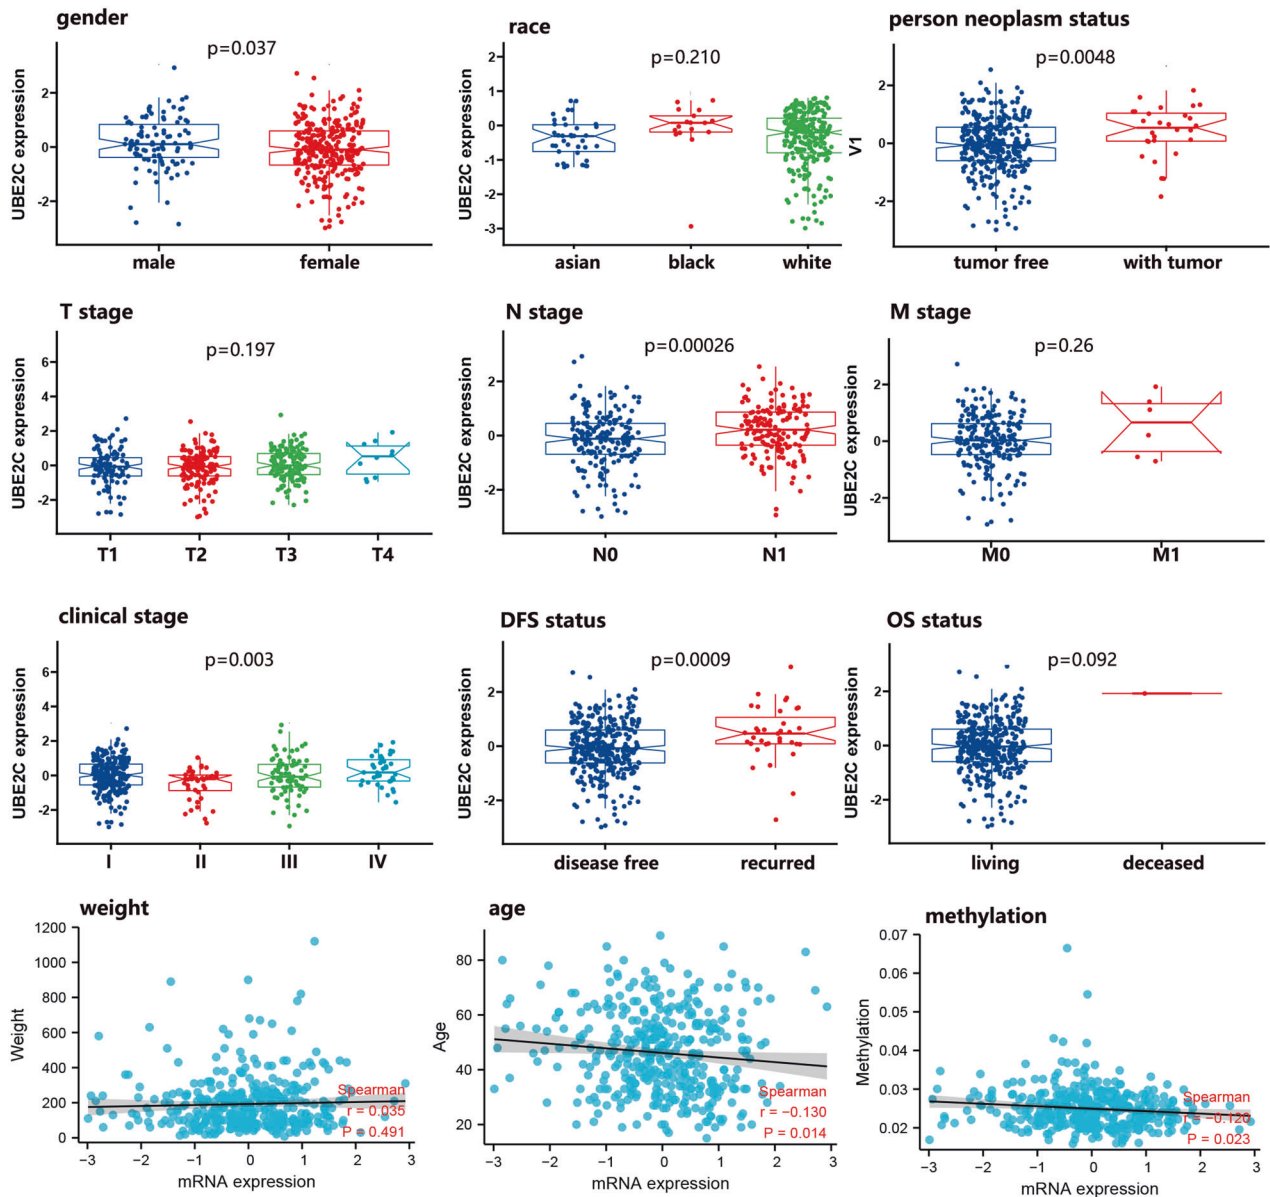 gender
p=0.037
UBE2C expression
2
0
-2
male female
race
p=0.210
UBE2C expression
2
1
0
-1
-2
-3
asian black white
person neoplasm status
p=0.0048
V1
2
0
-2
tumor free with tumor
T stage
p=0.197
UBE2C expression
6
4
2
0
-2
T1 T2 T3 T4
N stage
p=0.00026
UBE2C expression
2
0
-2
N0 N1
M stage
p=0.26
UBE2C expression
2
0
-2
M0 M1
clinical stage
p=0.003
UBE2C expression
6
4
2
0
-2
I II III IV
DFS status
p=0.0009
UBE2C expression
2
0
-2
disease free recurred
OS status
p=0.092
UBE2C expression
2
0
-2
living deceased
weight
Weight
1200
1000
800
600
400
200
0
Spearman
r = 0.035
P = 0.491
−3 −2 −1 0 1 2 3
mRNA expression
age
Age
80
60
40
20
Spearman
r = −0.130
P = 0.014
−3 −2 −1 0 1 2 3
mRNA expression
methylation
Methylation
0.07
0.06
0.05
0.04
0.03
0.02
Spearman
r = −0.120
P = 0.023
−3 −2 −1 0 1 2 3
mRNA expression